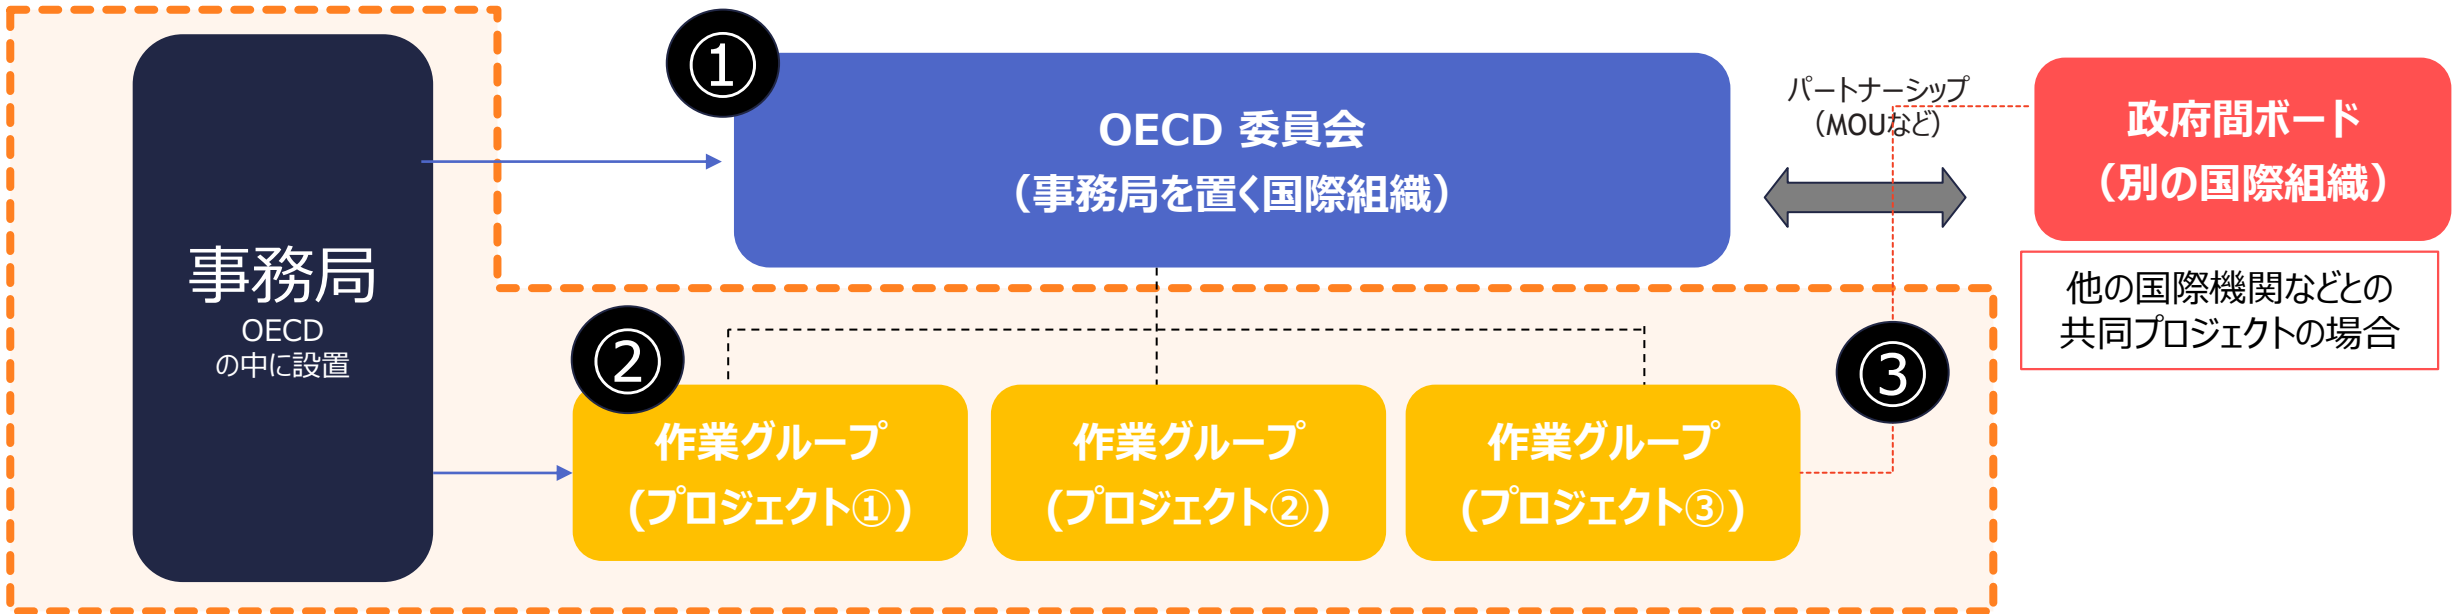 事務局
OECD
の中に設置
①
OECD 委員会
(事務局を置く国際組織)
パートナーシップ
(MOUなど)
政府間ボード
(別の国際組織)
他の国際機関などとの
共同プロジェクトの場合
②
作業グループ
(プロジェクト①)
作業グループ
(プロジェクト②)
作業グループ
(プロジェクト③)
③